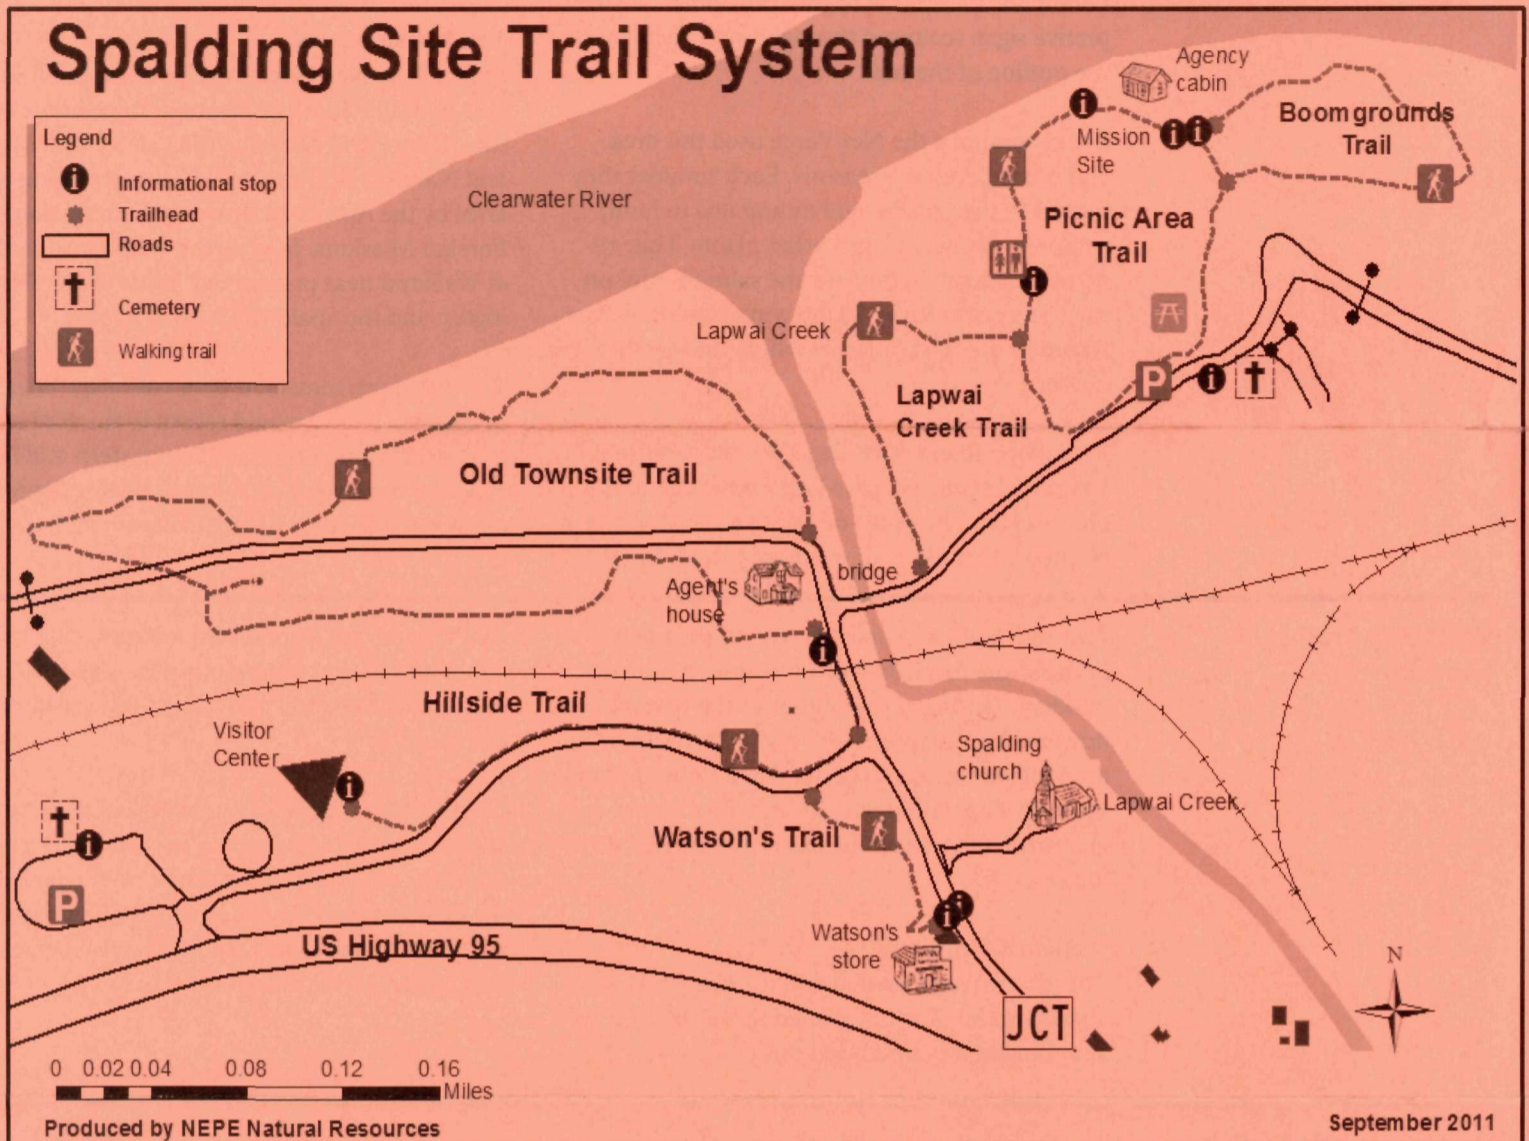 Spalding Site Trail System
Legend
Informational stop
Trailhead
Roads
Cemetery
Walking trail
Clearwater River
Agency
cabin
Mission
Site
Boomgrounds
Trail
Picnic Area
Trail
Lapwai Creek
Lapwai
Creek Trail
P
Old Townsite Trail
Agent's
house
bridge
Hillside Trail
Visitor
Center
Spalding
church
Lapwai Creek
Watson's Trail
P
US Highway 95
Watson's
store
JCT
N
0 0.02 0.04 0.08 0.12 0.16
Miles
Produced by NEPE Natural Resources
September 2011